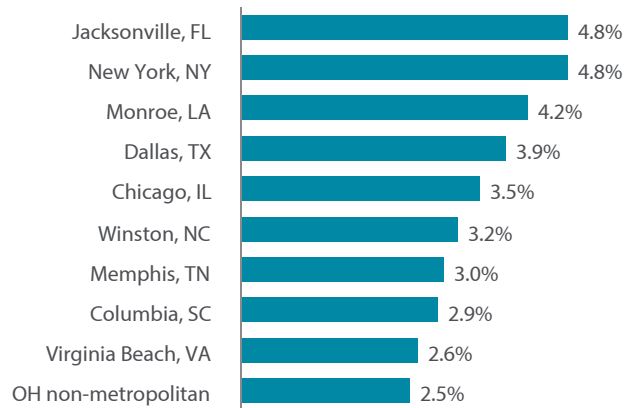 Jacksonville, FL 4.8%
New York, NY 4.8%
Monroe, LA 4.2%
Dallas, TX 3.9%
Chicago, IL 3.5%
Winston, NC 3.2%
Memphis, TN 3.0%
Columbia, SC 2.9%
Virginia Beach, VA 2.6%
OH non-metropolitan 2.5%